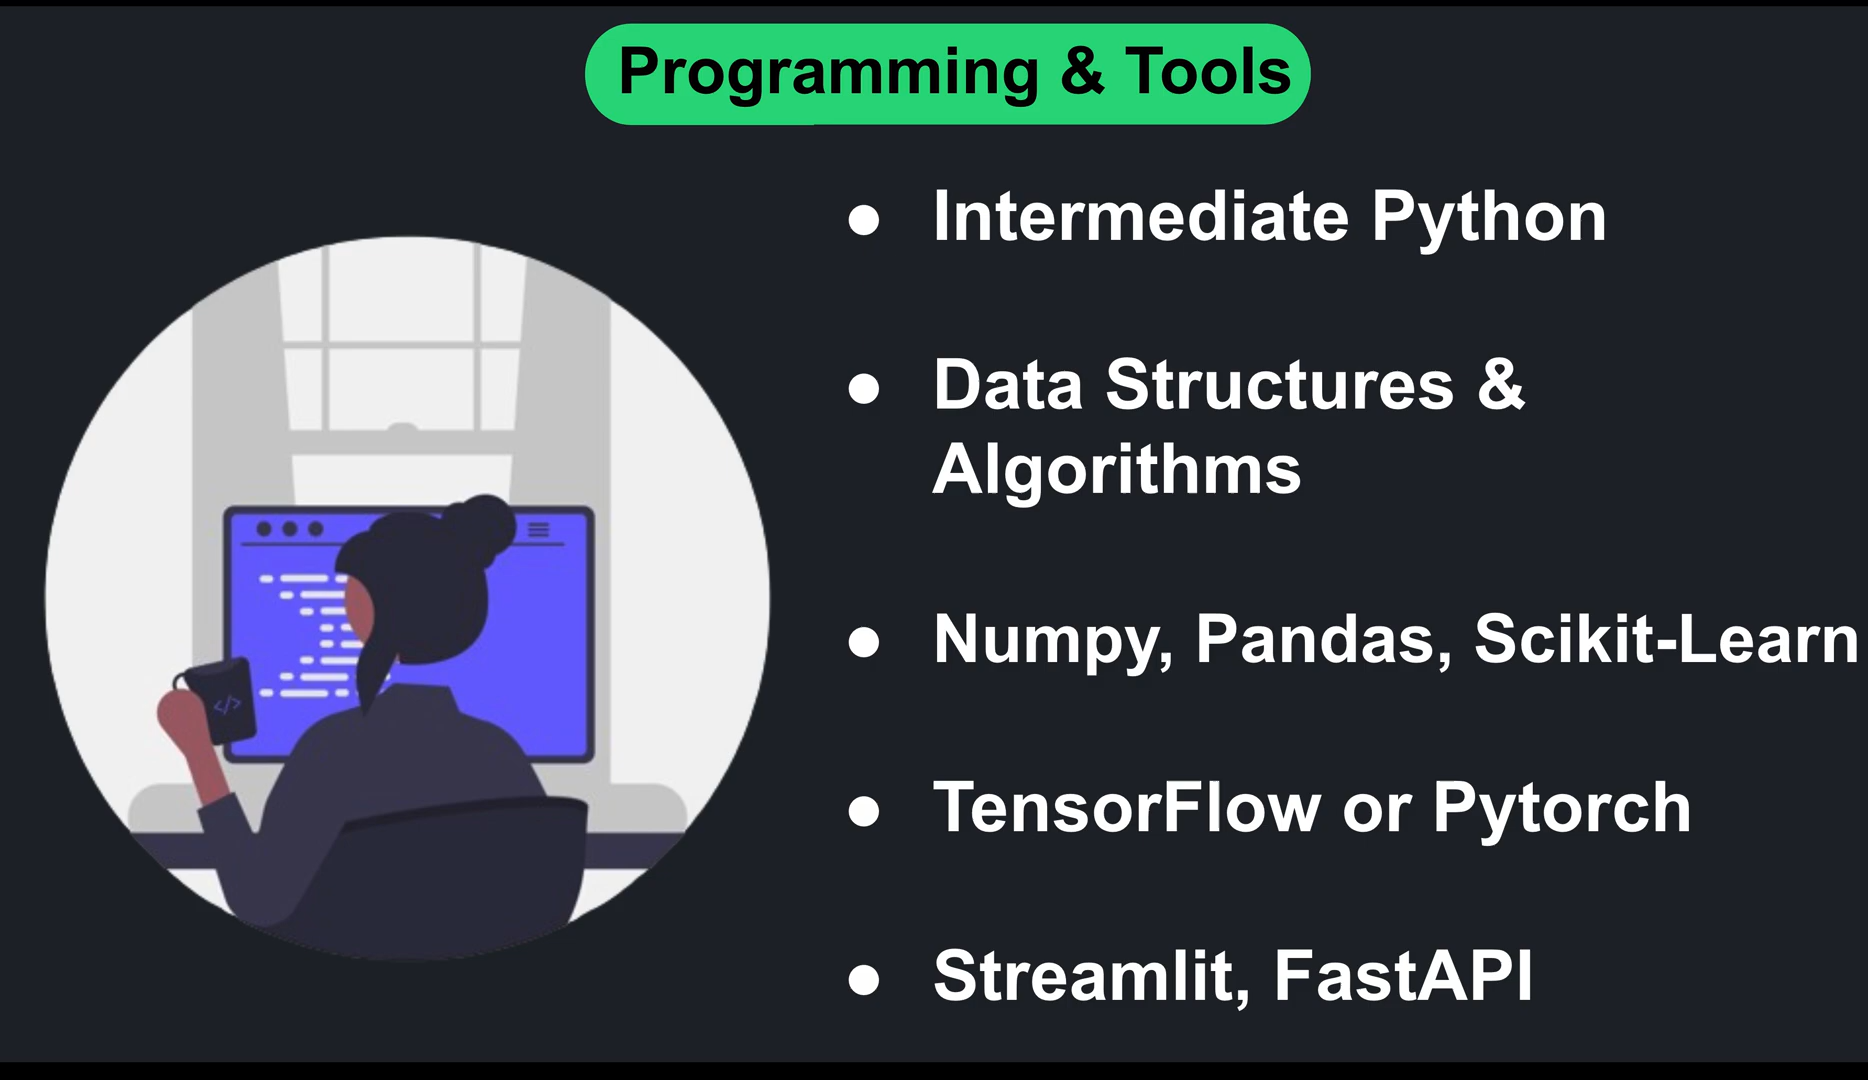 Programming & Tools
● Intermediate Python
● Data Structures &
Algorithms
● Numpy, Pandas, Scikit-Learn
● TensorFlow or Pytorch
● Streamlit, FastAPI
</>